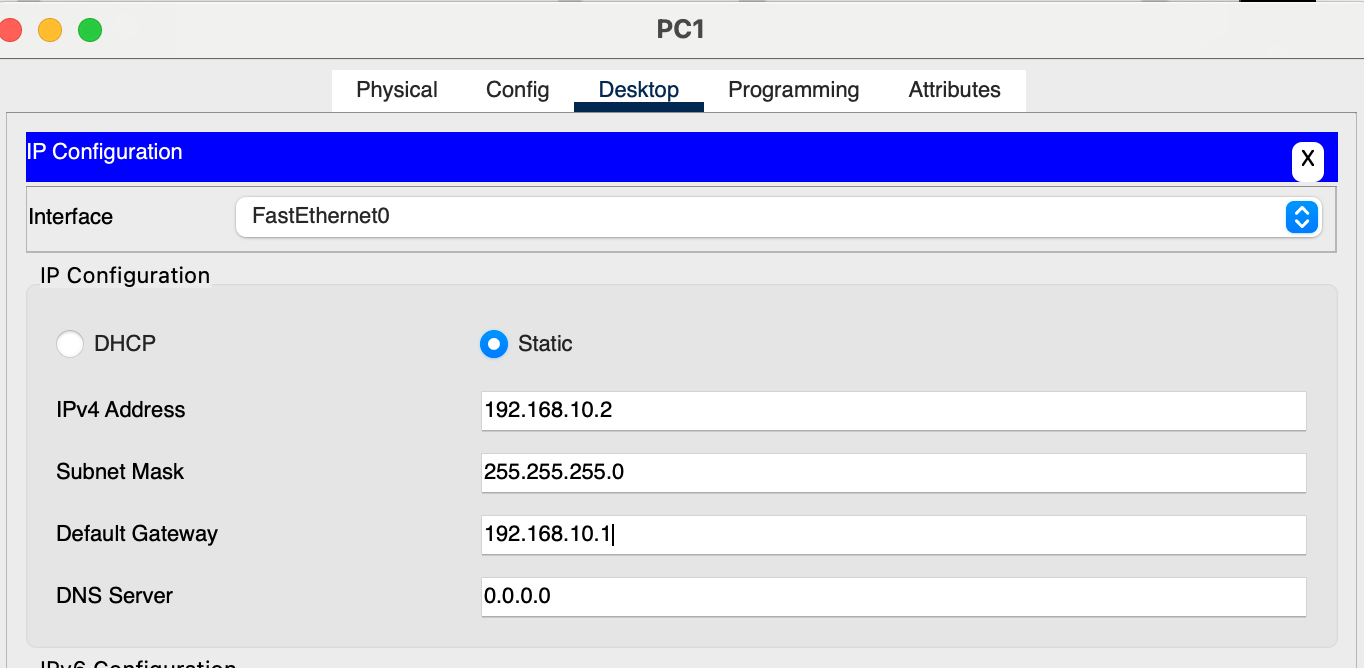 PC1
Physical Config Desktop Programming Attributes
IP Configuration
X
Interface FastEthernet0
IP Configuration
DHCP Static
IPv4 Address 192.168.10.2
Subnet Mask 255.255.255.0
Default Gateway 192.168.10.1
DNS Server 0.0.0.0
IPv6 Configuration